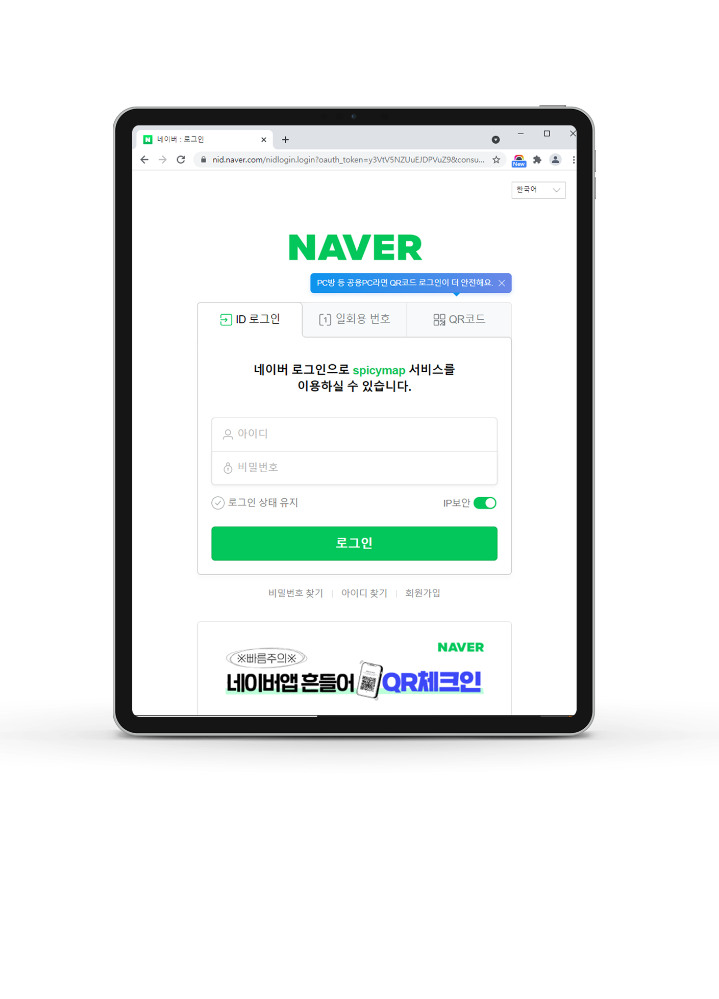 네이버 : 로그인
nid.naver.com/nidlogin.login?oauth_token=y3VtV5NZUuEJDPVuZ9&consu...
New
한국어
NAVER
PC방 등 공용PC라면 QR코드 로그인이 더 안전해요.
ID 로그인
1 일회용 번호
QR코드
네이버 로그인으로 spicymap 서비스를
이용하실 수 있습니다.
아이디
비밀번호
로그인 상태 유지
IP보안
로그인
비밀번호 찾기
아이디 찾기
회원가입
NAVER
※빠름주의※
네이버앱 흔들어 QR체크인